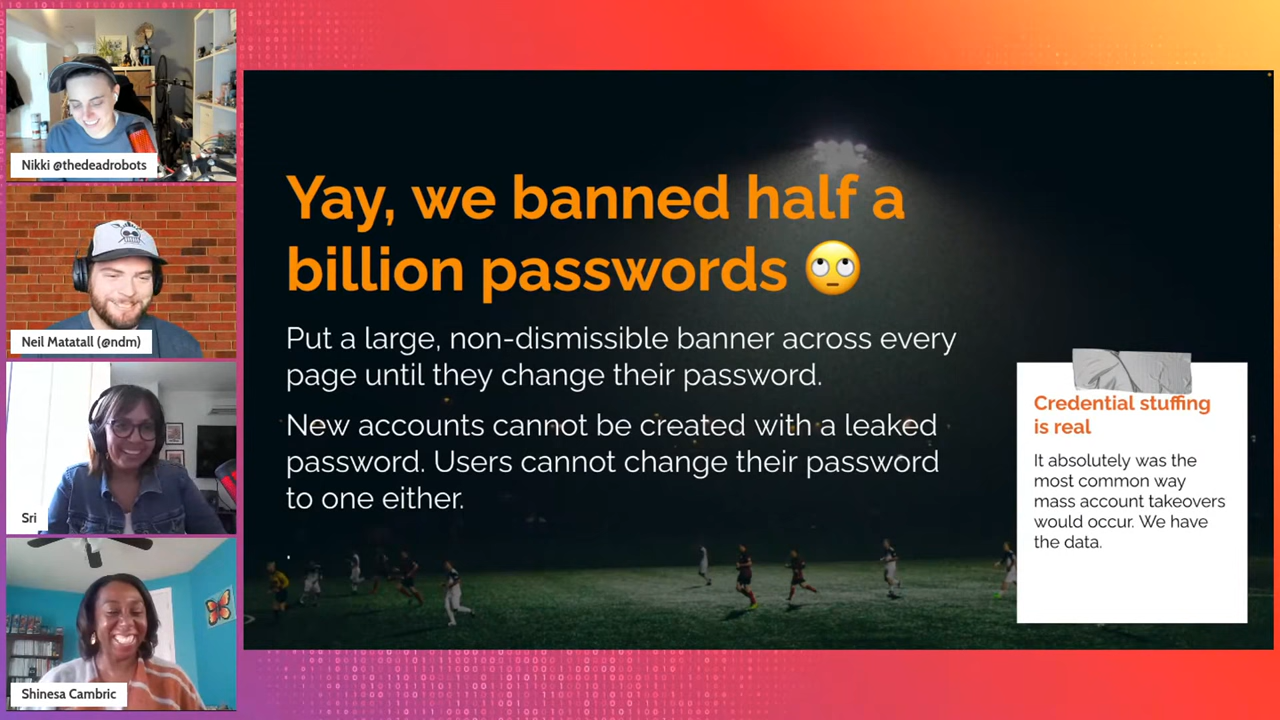 Nikki @thedeadrobots
Neil Matatall (@ndm)
Sri
Shinesa Cambric
Yay, we banned half a
billion passwords 🙄
Put a large, non-dismissible banner across every
page until they change their password.
New accounts cannot be created with a leaked
password. Users cannot change their password
to one either.
Credential stuffing
is real
It absolutely was the
most common way
mass account takeovers
would occur. We have
the data.